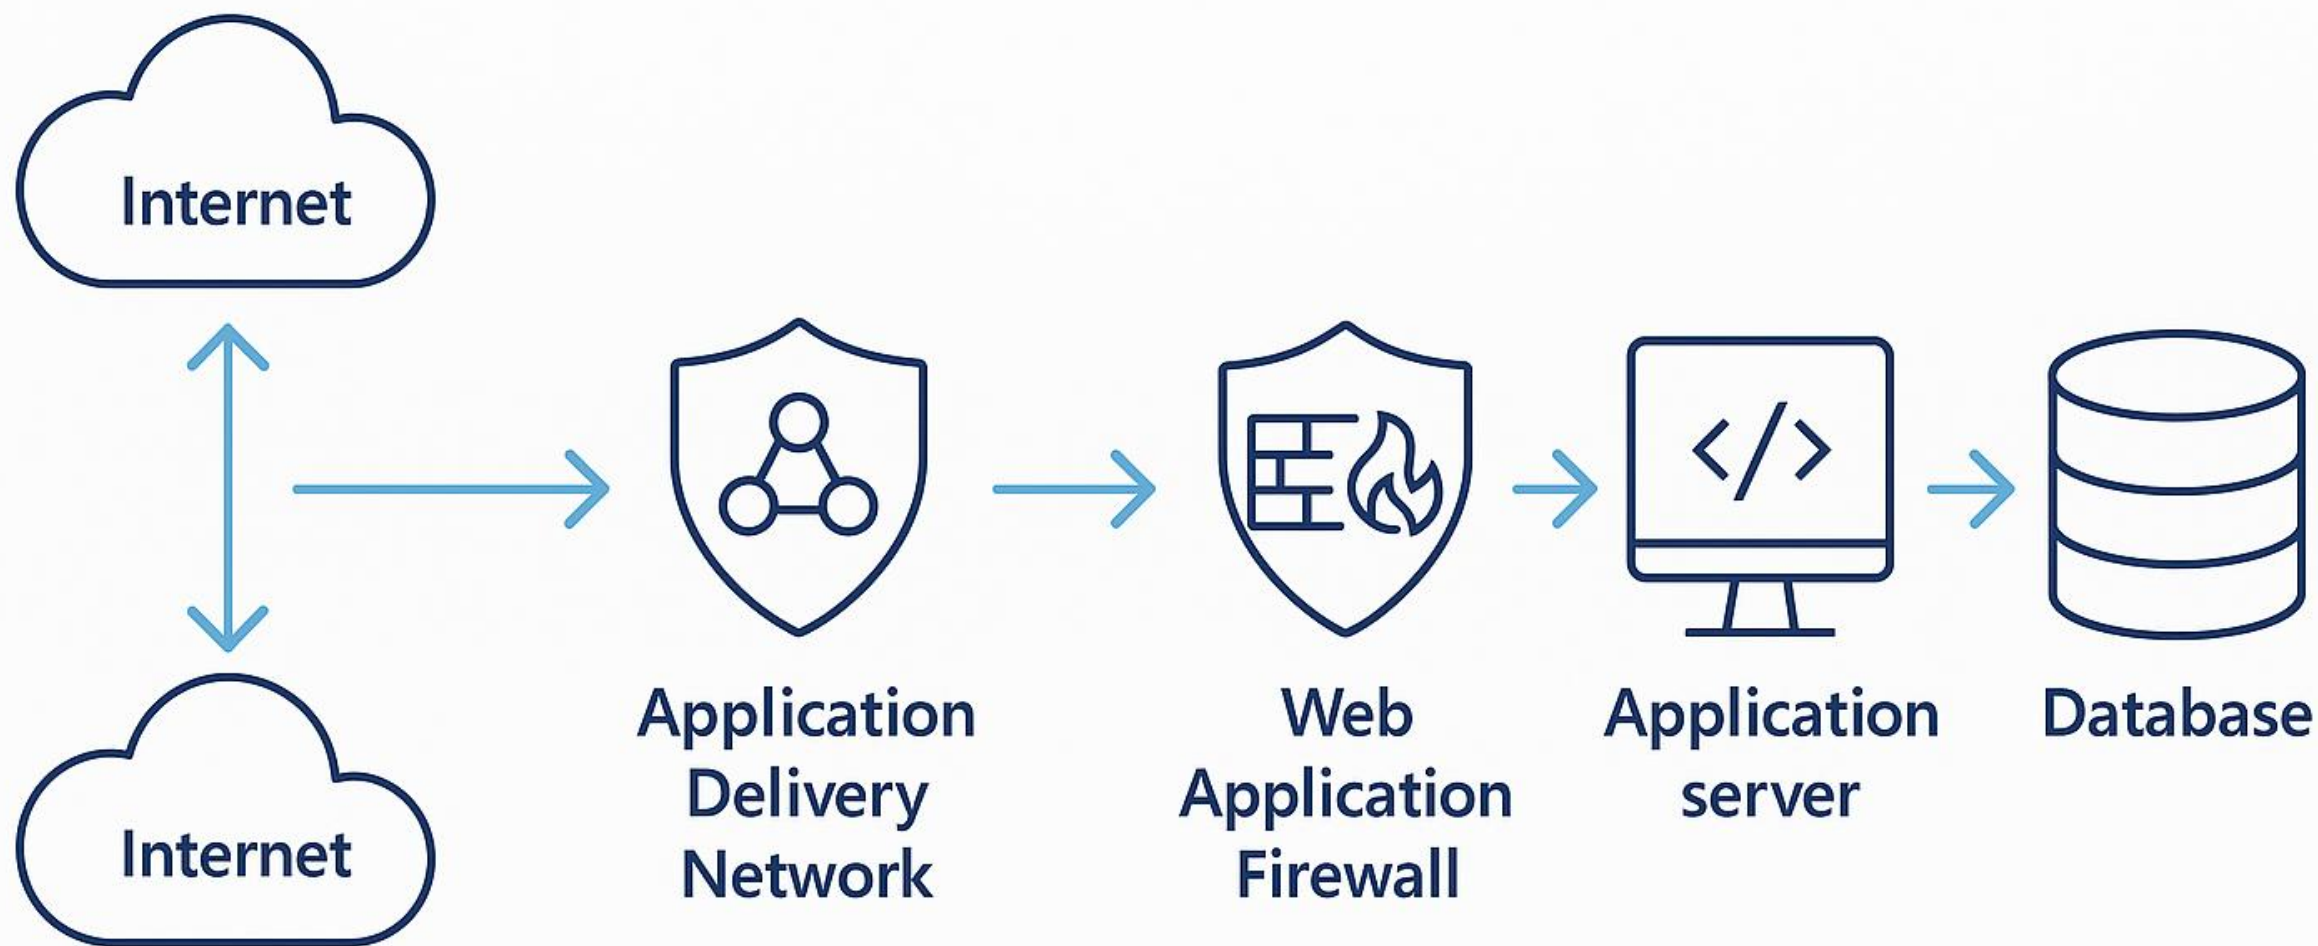 Internet
Internet
Application
Delivery
Network
Web
Application
Firewall
Application
server
Database